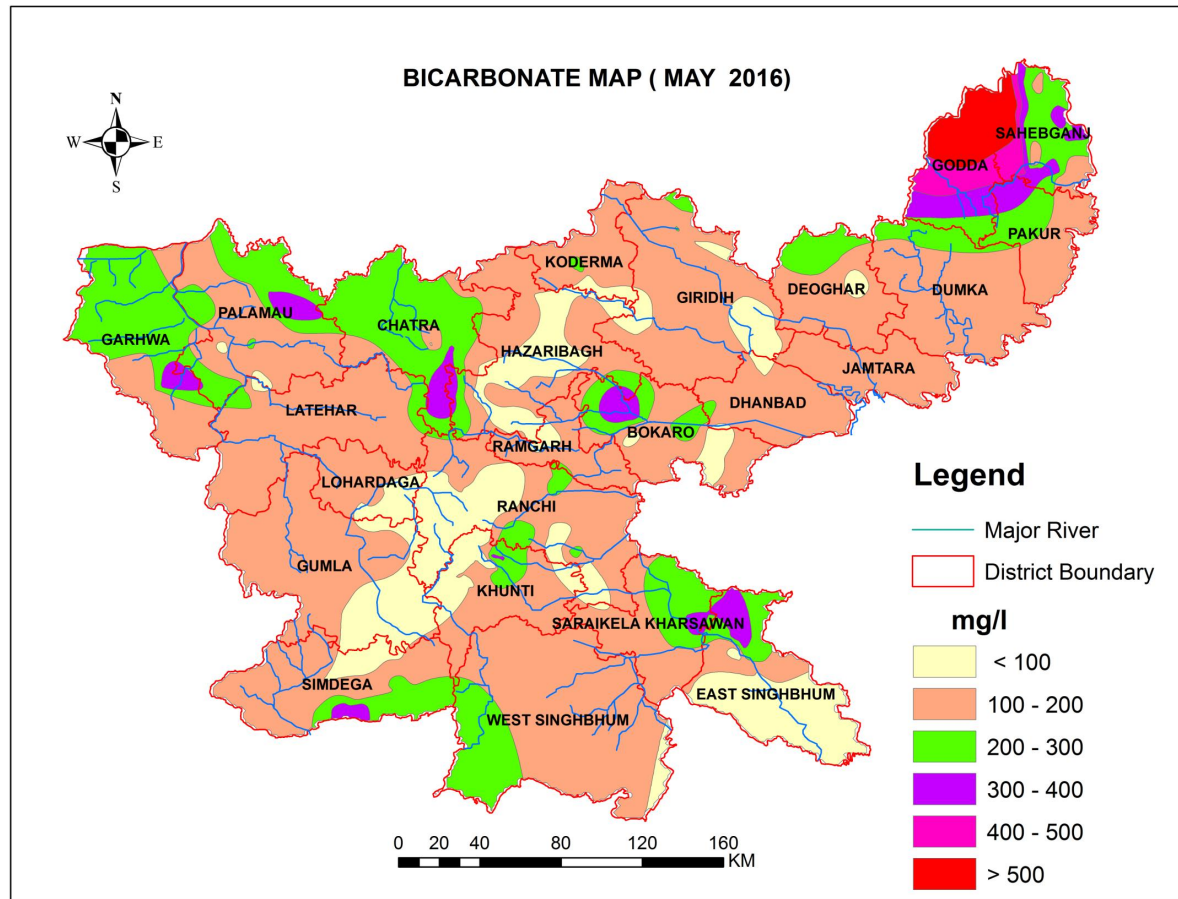 BICARBONATE MAP ( MAY 2016)
N
W E
S
SAHEBGANJ
GODDA
PAKUR
KODERMA
GIRIDIH
DEOGHAR
DUMKA
PALAMAU
CHATRA
GARHWA
HAZARIBAGH
JAMTARA
LATEHAR
DHANBAD
BOKARO
RAMGARH
LOHARDAGA
RANCHI
GUMLA
KHUNTI
SARAIKELA KHARSAWAN
SIMDEGA
EAST SINGHBHUM
WEST SINGHBHUM
Legend
Major River
District Boundary
mg/l
< 100
100 - 200
200 - 300
300 - 400
400 - 500
> 500
0 20 40 80 120 160
KM